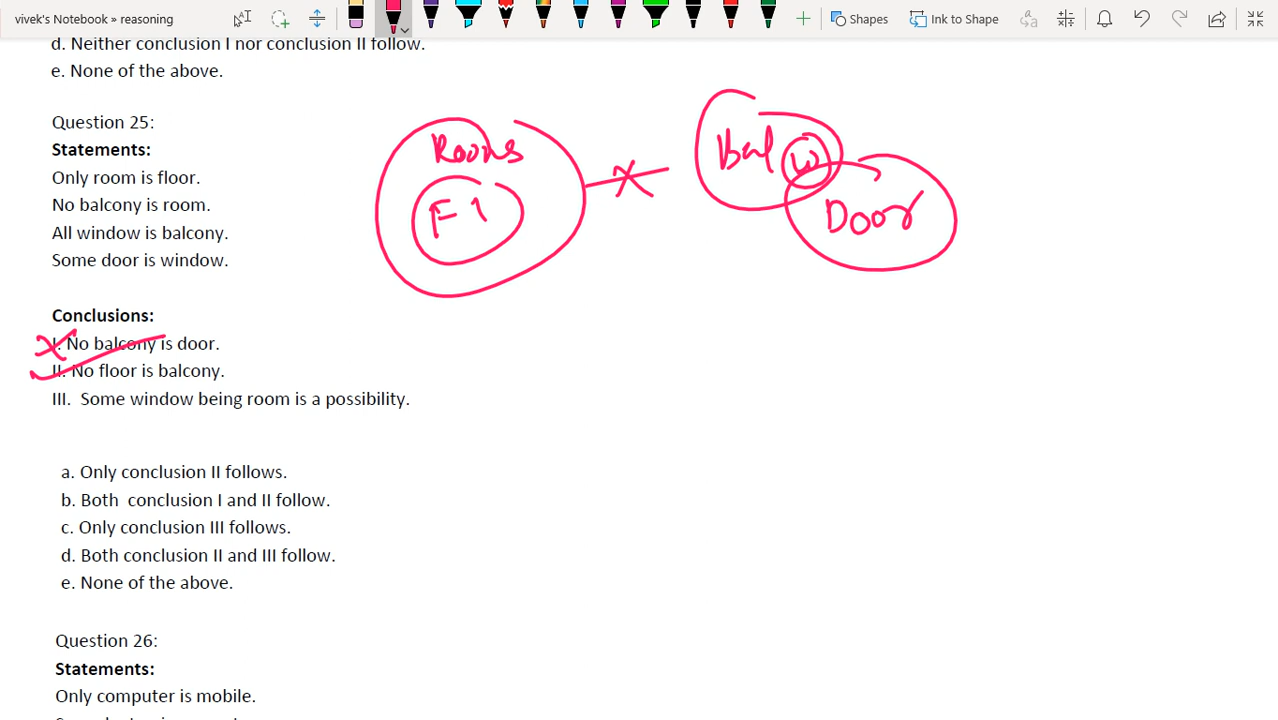 vivek's Notebook » reasoning
Shapes
Ink to Shape
d. Neither conclusion I nor conclusion II follow.
e. None of the above.
Question 25:
Statements:
Only room is floor.
No balcony is room.
All window is balcony.
Some door is window.
Rooms
Fl
Bal
W
Door
Conclusions:
I. No balcony is door.
II. No floor is balcony.
III. Some window being room is a possibility.
a. Only conclusion II follows.
b. Both conclusion I and II follow.
c. Only conclusion III follows.
d. Both conclusion II and III follow.
e. None of the above.
Question 26:
Statements:
Only computer is mobile.